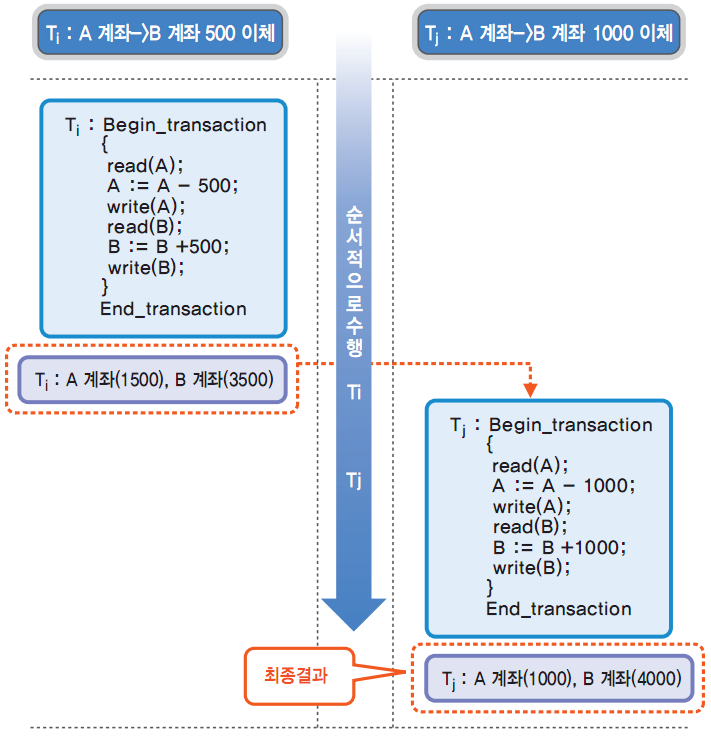 Ti : A 계좌->B 계좌 500 이체
Tj : A 계좌->B 계좌 1000 이체
Ti : Begin_transaction
{
read(A);
A := A - 500;
write(A);
read(B);
B := B +500;
write(B);
}
End_transaction
Ti : A 계좌(1500), B 계좌(3500)
순서적으로수행
Ti
Tj
Tj : Begin_transaction
{
read(A);
A := A - 1000;
write(A);
read(B);
B := B +1000;
write(B);
}
End_transaction
최종결과
Tj : A 계좌(1000), B 계좌(4000)